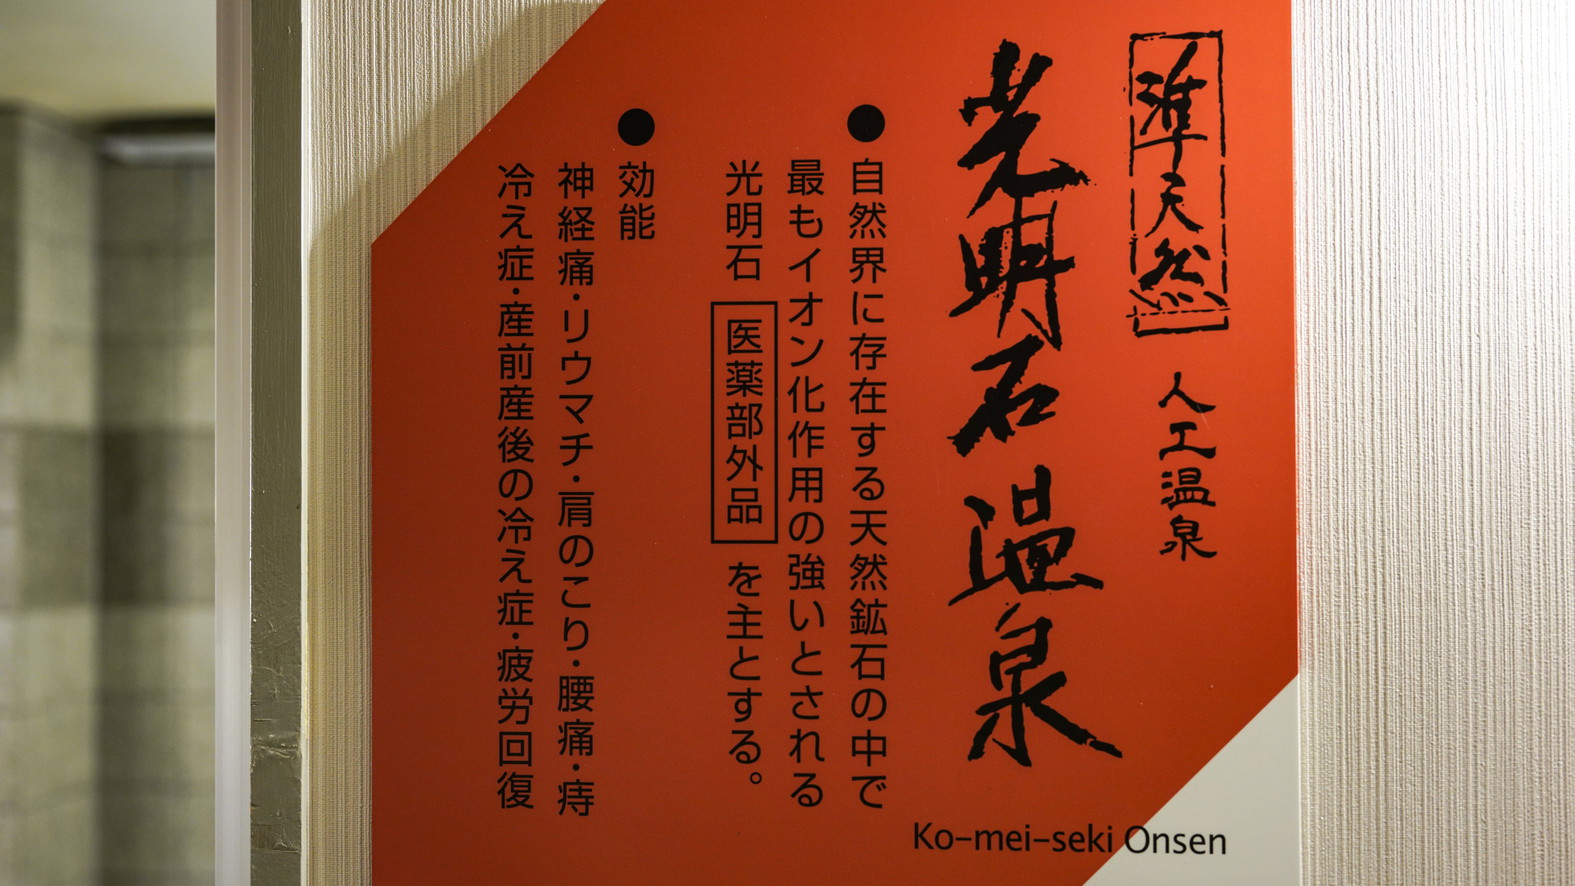 準天然 人工温泉
光明石温泉
●自然界に存在する天然鉱石の中で
最もイオン化作用の強いとされる
光明石 医薬部外品 を主とする。
●効能
神経痛・リウマチ・肩のこり・腰痛・痔
冷え症・産前産後の冷え症・疲労回復
Ko-mei-seki Onsen